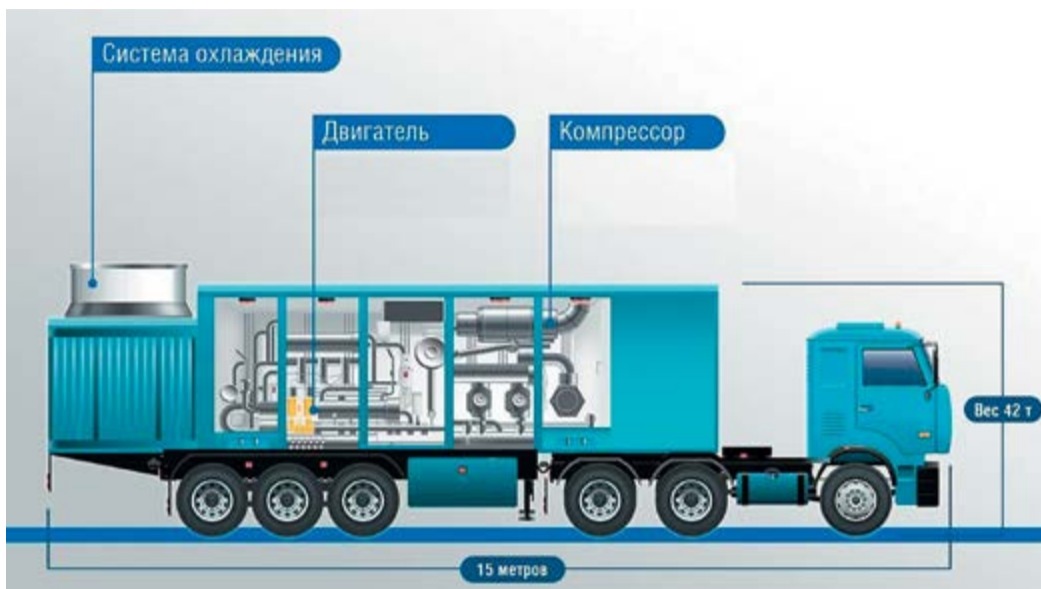 Система охлаждения
Двигатель
Компрессор
Вес 42 т
15 метров